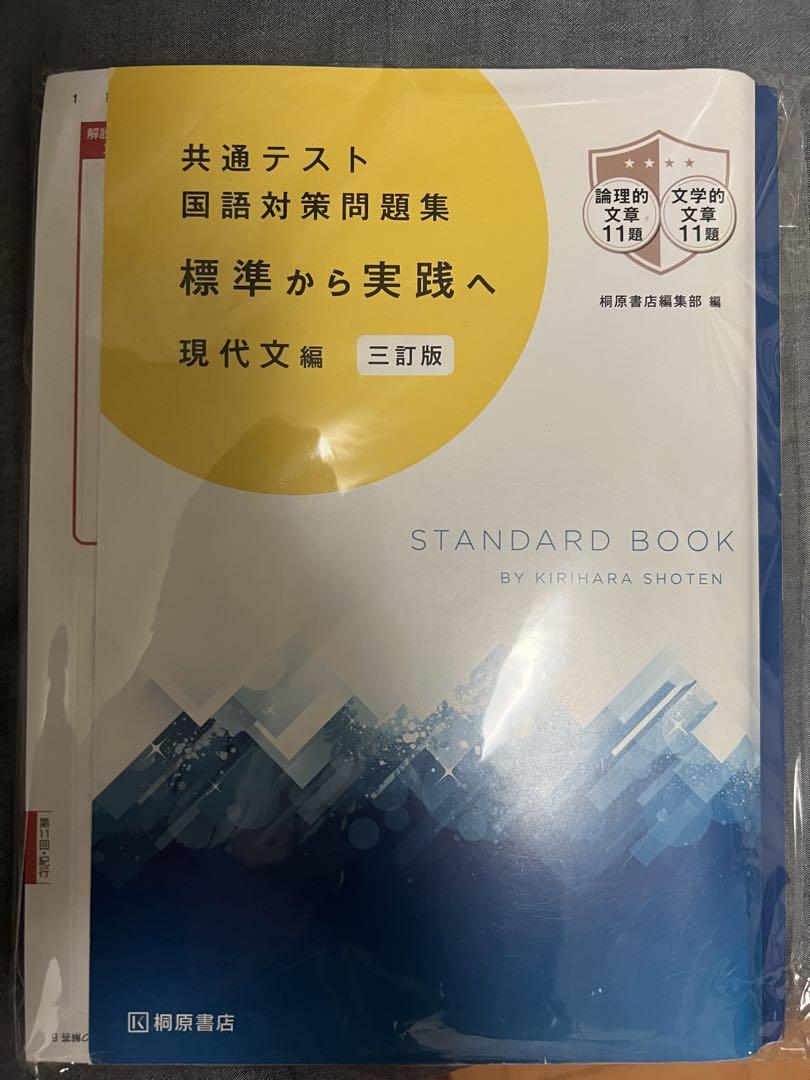 共通テスト
国語対策問題集
標準から実践へ
現代文編 三訂版
論理的
文章
11題
文学的
文章
11題
桐原書店編集部 編
STANDARD BOOK
BY KIRIHARA SHOTEN
桐原書店
1
第11回・紀行